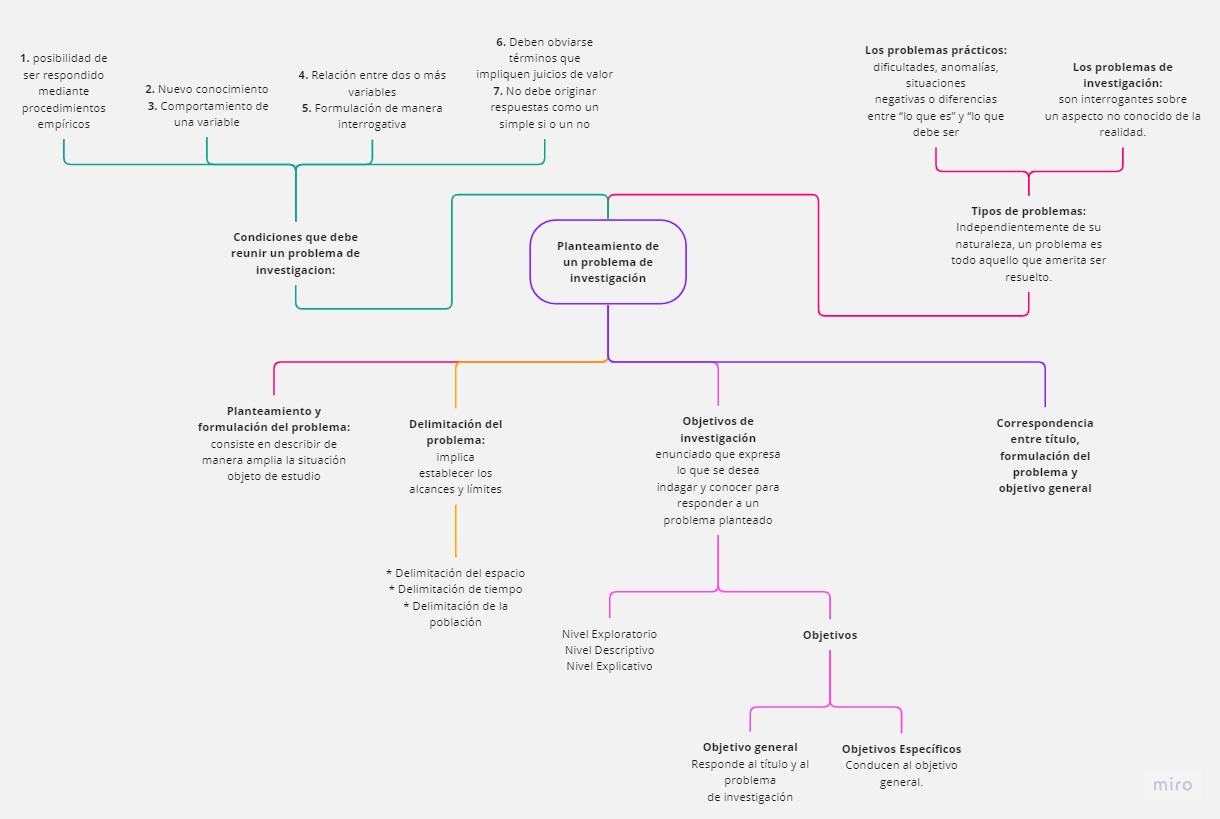 1. posibilidad de
ser respondido
mediante
procedimientos
empíricos
2. Nuevo conocimiento
3. Comportamiento de
una variable
4. Relación entre dos o más
variables
5. Formulación de manera
interrogativa
6. Deben obviarse
términos que
impliquen juicios de valor
7. No debe originar
respuestas como un
simple si o un no
Los problemas prácticos:
dificultades, anomalías,
situaciones
negativas o diferencias
entre “lo que es” y “lo que
debe ser
Los problemas de
investigación:
son interrogantes sobre
un aspecto no conocido de la
realidad.
Condiciones que debe
reunir un problema de
investigacion:
Planteamiento de
un problema de
investigación
Tipos de problemas:
Independientemente de su
naturaleza, un problema es
todo aquello que amerita ser
resuelto.
Planteamiento y
formulación del problema:
consiste en describir de
manera amplia la situación
objeto de estudio
Delimitación del
problema:
implica
establecer los
alcances y límites
Objetivos de
investigación
enunciado que expresa
lo que se desea
indagar y conocer para
responder a un
problema planteado
Correspondencia
entre título,
formulación del
problema y
objetivo general
* Delimitación del espacio
* Delimitación de tiempo
* Delimitación de la
población
Nivel Exploratorio
Nivel Descriptivo
Nivel Explicativo
Objetivos
Objetivo general
Responde al título y al
problema
de investigación
Objetivos Específicos
Conducen al objetivo
general.
miro